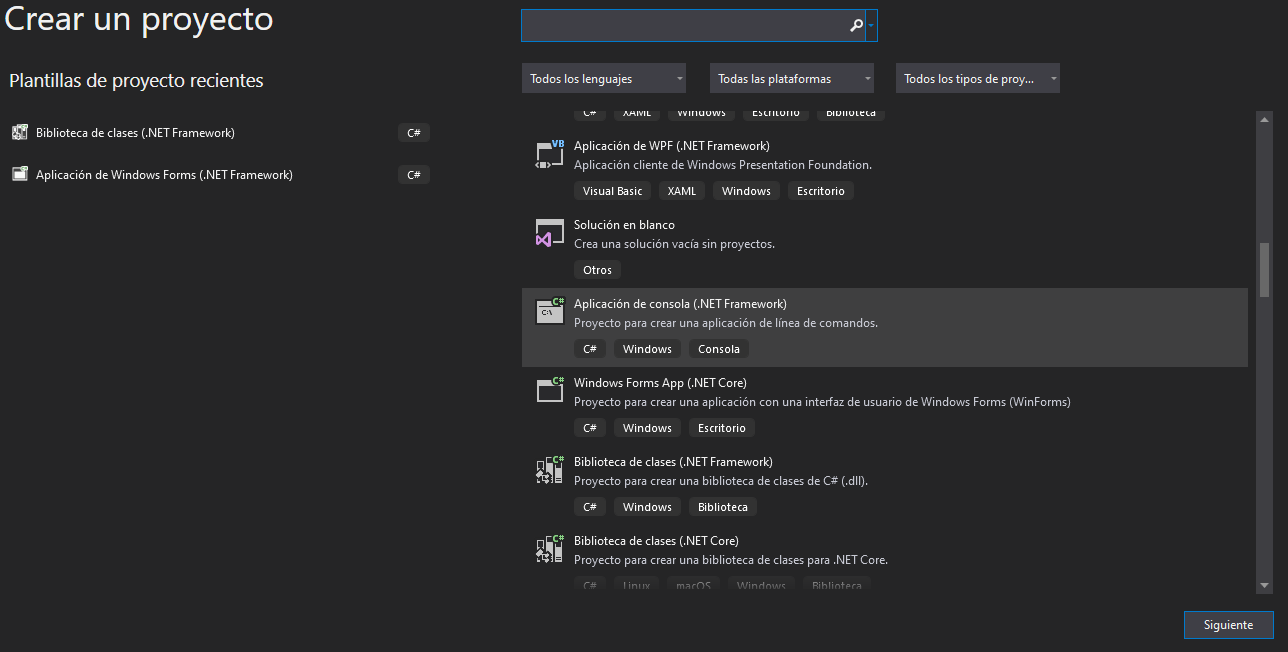 Crear un proyecto
Plantillas de proyecto recientes
Biblioteca de clases (.NET Framework) C#
Aplicación de Windows Forms (.NET Framework) C#
Todos los lenguajes Todas las plataformas Todos los tipos de proy...
C# XAML Windows Escritorio Biblioteca
VB
Aplicación de WPF (.NET Framework)
Aplicación cliente de Windows Presentation Foundation.
Visual Basic XAML Windows Escritorio
Solución en blanco
Crea una solución vacía sin proyectos.
Otros
C#
C:\
Aplicación de consola (.NET Framework)
Proyecto para crear una aplicación de línea de comandos.
C# Windows Consola
C#
Windows Forms App (.NET Core)
Proyecto para crear una aplicación con una interfaz de usuario de Windows Forms (WinForms)
C# Windows Escritorio
C#
Biblioteca de clases (.NET Framework)
Proyecto para crear una biblioteca de clases de C# (.dll).
C# Windows Biblioteca
C#
Biblioteca de clases (.NET Core)
Proyecto para crear una biblioteca de clases para .NET Core.
C# Linux macOS Windows Biblioteca
Siguiente